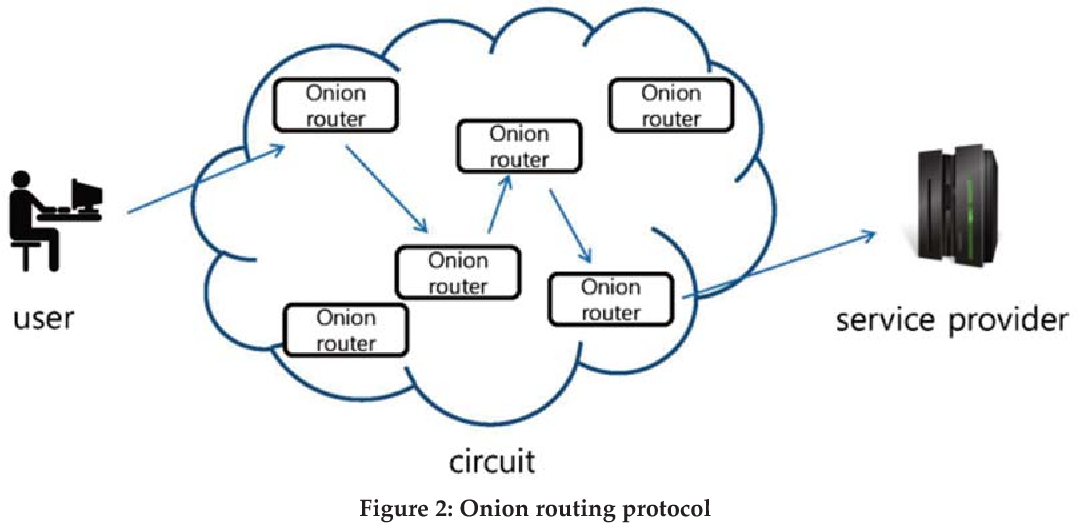 Onion
router
Onion
router
Onion
router
Onion
router
Onion
router
Onion
router
user
service provider
circuit
Figure 2: Onion routing protocol